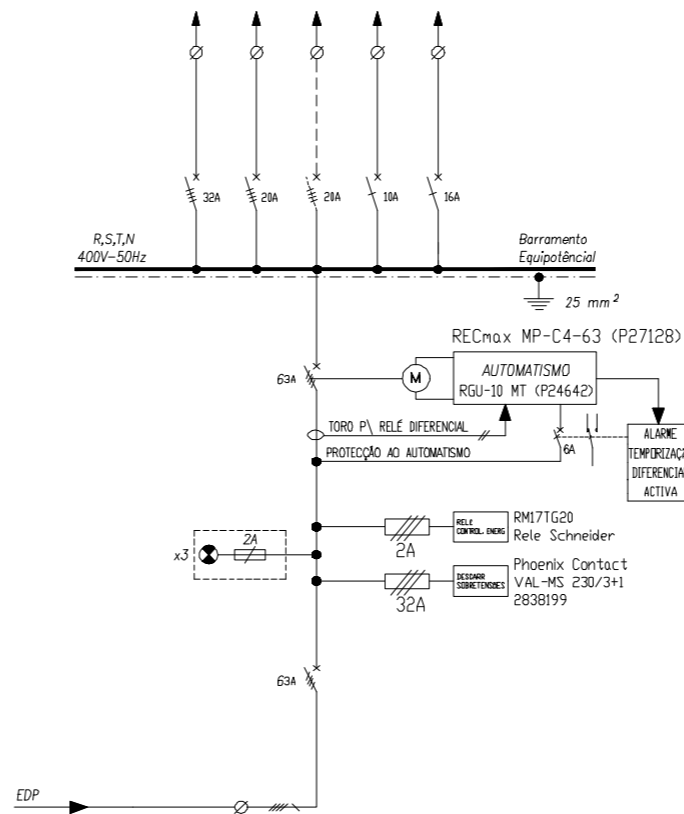 32A
20A
20A
10A
16A
R,S,T,N
400V-50Hz
Barramento
Equipotêncial
25 mm²
RECmax MP-C4-63 (P27128)
63A
M
AUTOMATISMO
RGU-10 MT (P24642)
TORO P\ RELÉ DIFERENCIAL
PROTECÇÃO AO AUTOMATISMO
6A
ALARME
TEMPORIZAÇÃ
DIFERENCIA
ACTIVA
x3
2A
2A
RELÉ
CONTROL. ENERG
RM17TG20
Rele Schneider
32A
DESCARR
SOBRETENSÕES
Phoenix Contact
VAL-MS 230/3+1
2838199
63A
EDP